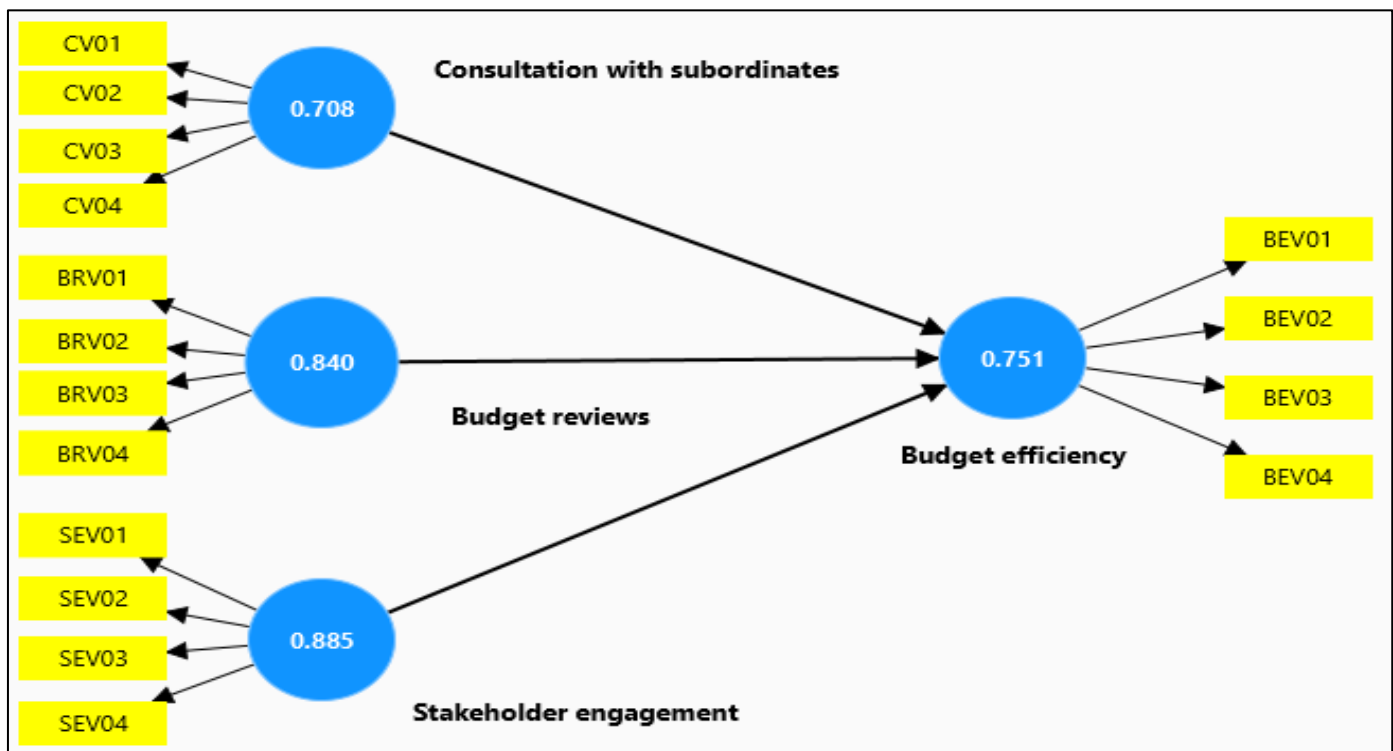 CV01
CV02
CV03
CV04
0.708
Consultation with subordinates
BRV01
BRV02
BRV03
BRV04
0.840
Budget reviews
SEV01
SEV02
SEV03
SEV04
0.885
Stakeholder engagement
0.751
Budget efficiency
BEV01
BEV02
BEV03
BEV04